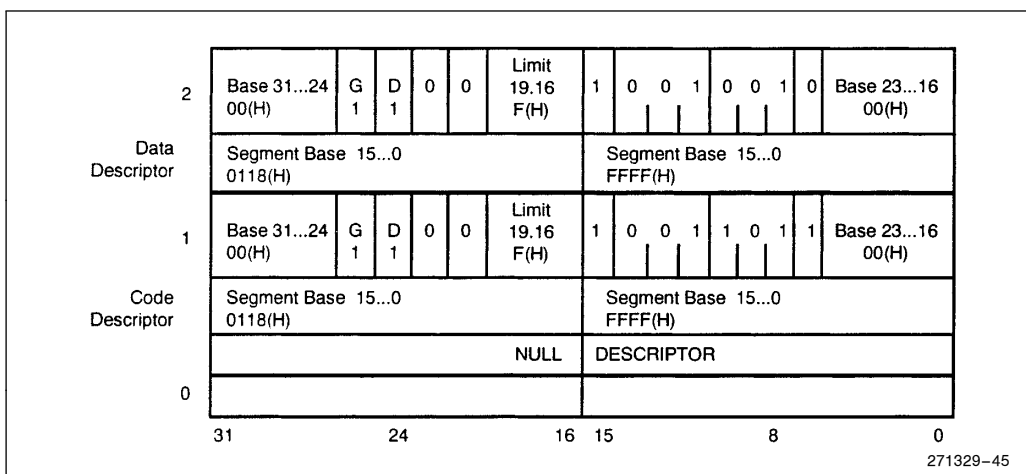 2
Base 31...24
00(H)
G
1
D
1
0
0
Limit
19.16
F(H)
1
0 0 1
0 0 1
0
Base 23...16
00(H)
Data
Descriptor
Segment Base 15...0
0118(H)
Segment Base 15...0
FFFF(H)
1
Base 31...24
00(H)
G
1
D
1
0
0
Limit
19.16
F(H)
1
0 0 1
1 0 1
1
Base 23...16
00(H)
Code
Descriptor
Segment Base 15...0
0118(H)
Segment Base 15...0
FFFF(H)
NULL DESCRIPTOR
0
31 24 16 15 8 0
271329–45